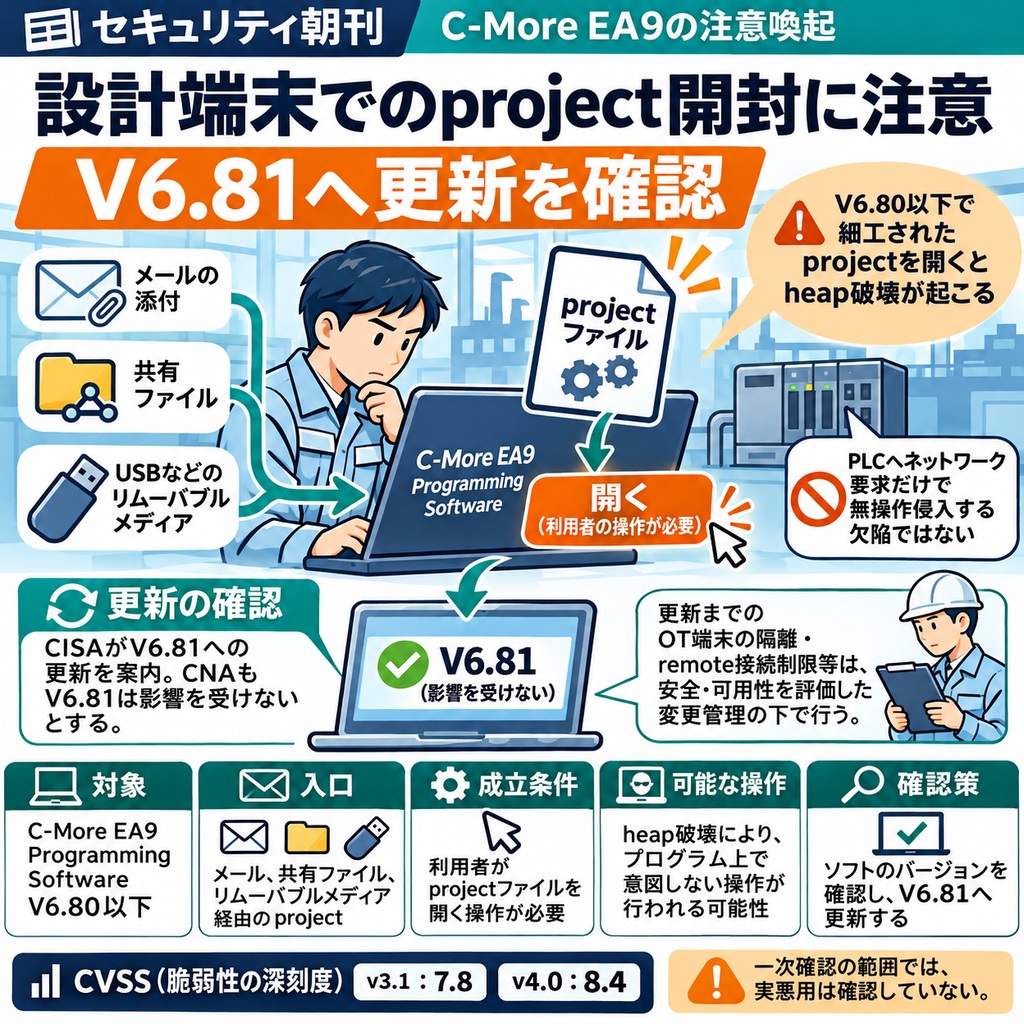 セキュリティ朝刊
C-More EA9の注意喚起
設計端末でのproject開封に注意
V6.81へ更新を確認
V6.80以下で
細工された
projectを開くと
heap破壊が起こる
メールの
添付
共有
ファイル
USBなどの
リムーバブル
メディア
project
ファイル
C-More EA9
Programming
Software
開く
(利用者の操作が必要)
PLCへネットワーク
要求だけで
無操作侵入する
欠陥ではない
更新の確認
CISAがV6.81への
更新を案内。CNAも
V6.81は影響を受けない
とする。
V6.81
(影響を受けない)
更新までの
OT端末の隔離・
remote接続制限等は、
安全・可用性を評価した
変更管理の下で行う。
対象
C-More EA9
Programming
Software
V6.80以下
入口
メール、共有ファイル、
リムーバブルメディア
経由のproject
成立条件
利用者が
projectファイルを
開く操作が必要
可能な操作
heap破壊により、
プログラム上で
意図しない操作が
行われる可能性
確認策
ソフトのバージョンを
確認し、V6.81へ
更新する
CVSS(脆弱性の深刻度)
v3.1:7.8
v4.0:8.4
一次確認の範囲では、
実悪用は確認していない。